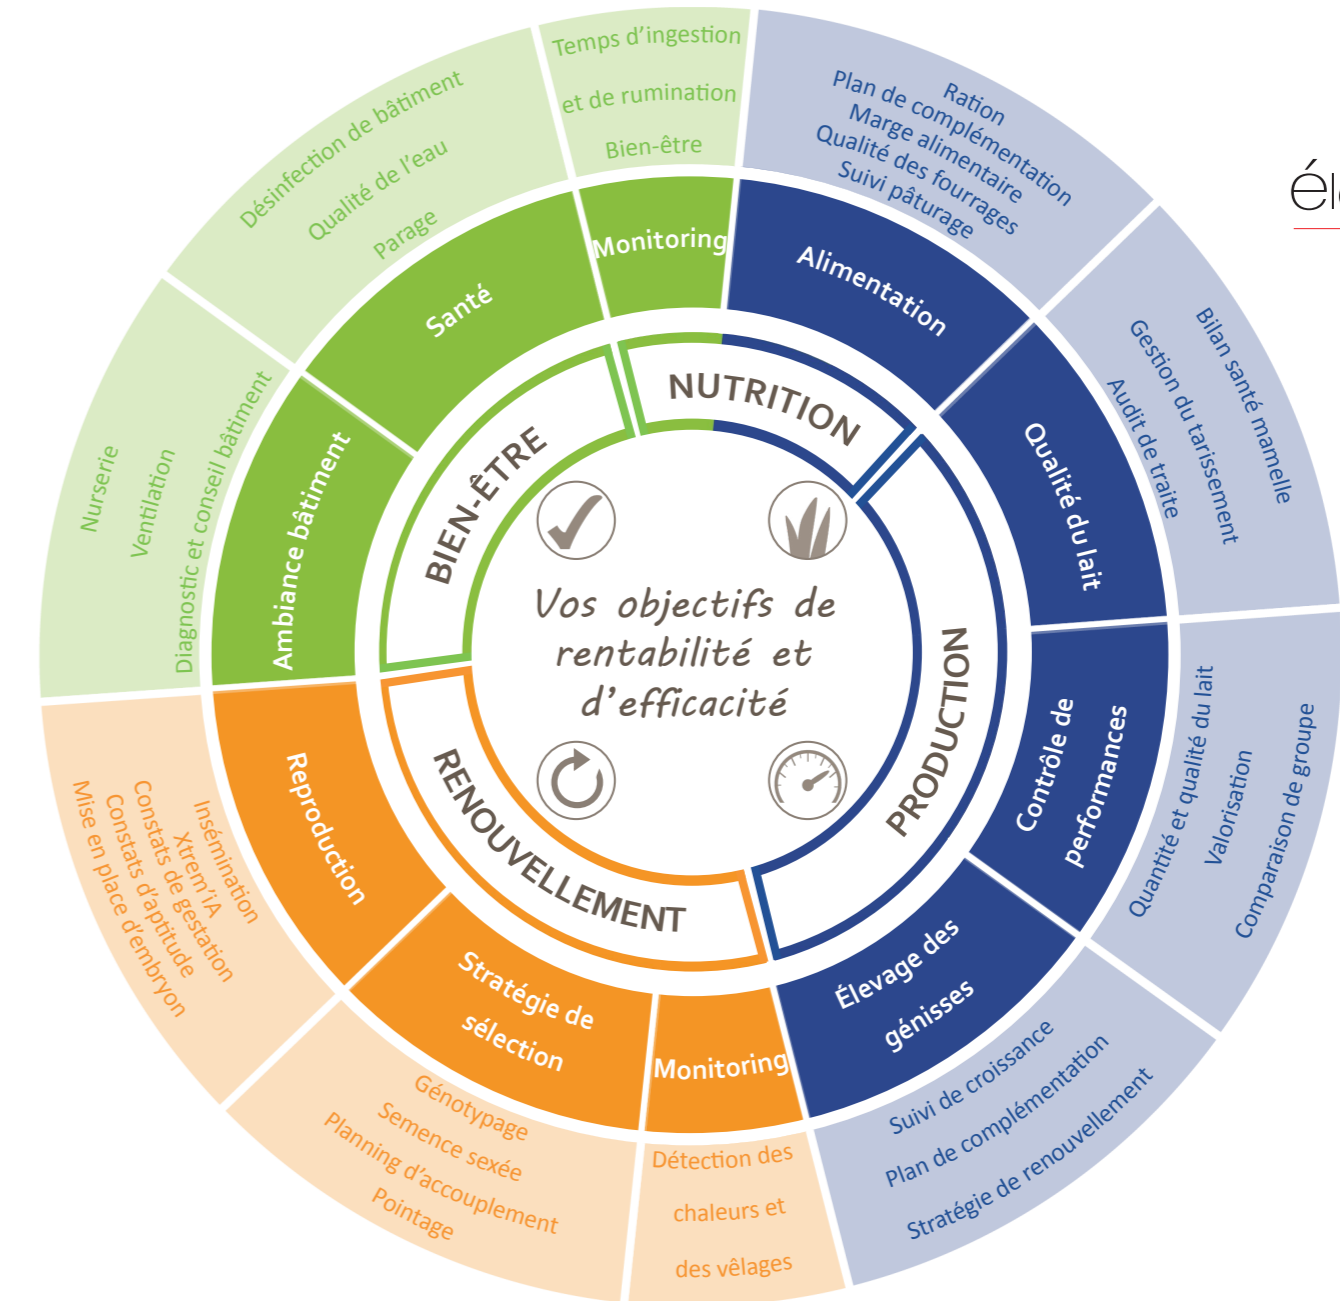 Temps d'ingestion
et de rumination
Bien-être
Monitoring
Ration
Plan de complémentation
Marge alimentaire
Qualité des fourrages
Suivi pâturage
Alimentation
Bilan santé mamelle
Gestion du tarissement
Audit de traite
Qualité du lait
Quantité et qualité du lait
Valorisation
Comparaison de groupe
Contrôle de
performances
Élevage des
génisses
Suivi de croissance
Plan de complémentation
Stratégie de renouvellement
Monitoring
Détection des
chaleurs et
des vêlages
Stratégie de
sélection
Génotypage
Semence sexée
Planning d'accouplement
Pointage
Reproduction
Insémination
Xtrem'iA
Constats de gestation
Constats d'aptitude
Mise en place d'embryon
Ambiance bâtiment
Nurserie
Ventilation
Diagnostic et conseil bâtiment
Santé
Désinfection de bâtiment
Qualité de l'eau
Parage
NUTRITION
PRODUCTION
RENOUVELLEMENT
BIEN-ÊTRE
Vos objectifs de
rentabilité et
d'efficacité